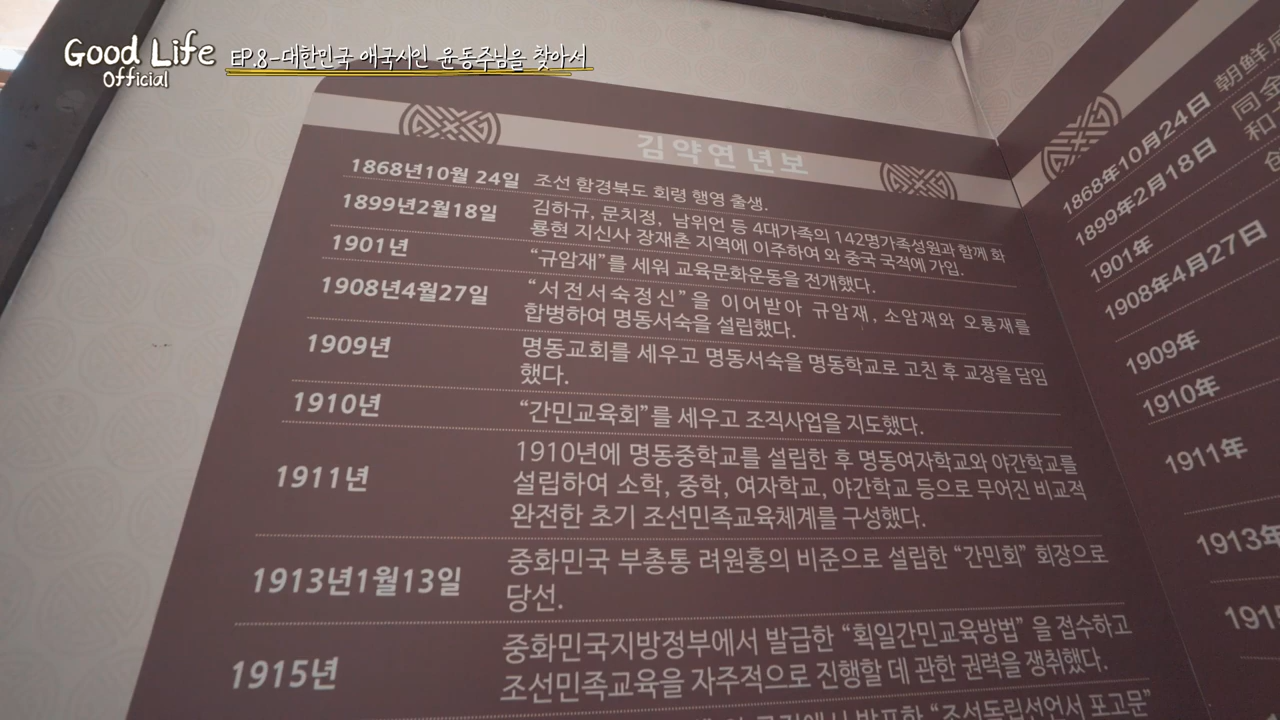 Good Life
Official
EP.8-대한민국 애국시인 윤동주님을 찾아서
김약연 년보
1868년10월 24일 조선 함경북도 회령 행영 출생.
1899년2월18일 김하규, 문치정, 남위언 등 4대가족의 142명가족성원과 함께 화
룡현 지신사 장재촌 지역에 이주하여 와 중국 국적에 가입.
1901년 “규암재”를 세워 교육문화운동을 전개했다.
1908년4월27일 “서전서숙정신”을 이어받아 규암재, 소암재와 오룡재를
합병하여 명동서숙을 설립했다.
1909년 명동교회를 세우고 명동서숙을 명동학교로 고친 후 교장을 담임
했다.
1910년 “간민교육회”를 세우고 조직사업을 지도했다.
1911년 1910년에 명동중학교를 설립한 후 명동여자학교와 야간학교를
설립하여 소학, 중학, 여자학교, 야간학교 등으로 무어진 비교적
완전한 초기 조선민족교육체계를 구성했다.
1913년1월13일 중화민국 부총통 려원홍의 비준으로 설립한 “간민회” 회장으로
당선.
1915년 중화민국지방정부에서 발급한 “획일간민교육방법” 을 접수하고
조선민족교육을 자주적으로 진행할 데 관한 권력을 쟁취했다.
발표한 “조선독립선언서 포고문”
1868年10月24日 朝鮮
1899年2月18日 同金
和
1901年
1908年4月27日
1909年
1910年
1911年
1913年
191